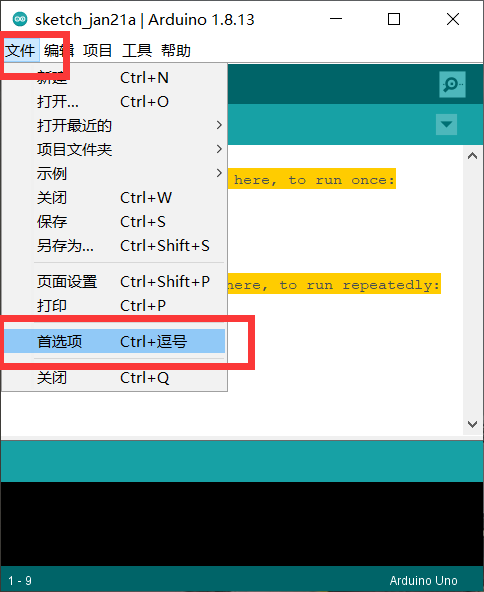 sketch_jan21a | Arduino 1.8.13
文件 编辑 项目 工具 帮助
新建 Ctrl+N
打开... Ctrl+O
打开最近的
项目文件夹
示例
here, to run once:
关闭 Ctrl+W
保存 Ctrl+S
另存为... Ctrl+Shift+S
页面设置 Ctrl+Shift+P
here, to run repeatedly:
打印 Ctrl+P
首选项 Ctrl+逗号
关闭 Ctrl+Q
1 - 9 Arduino Uno